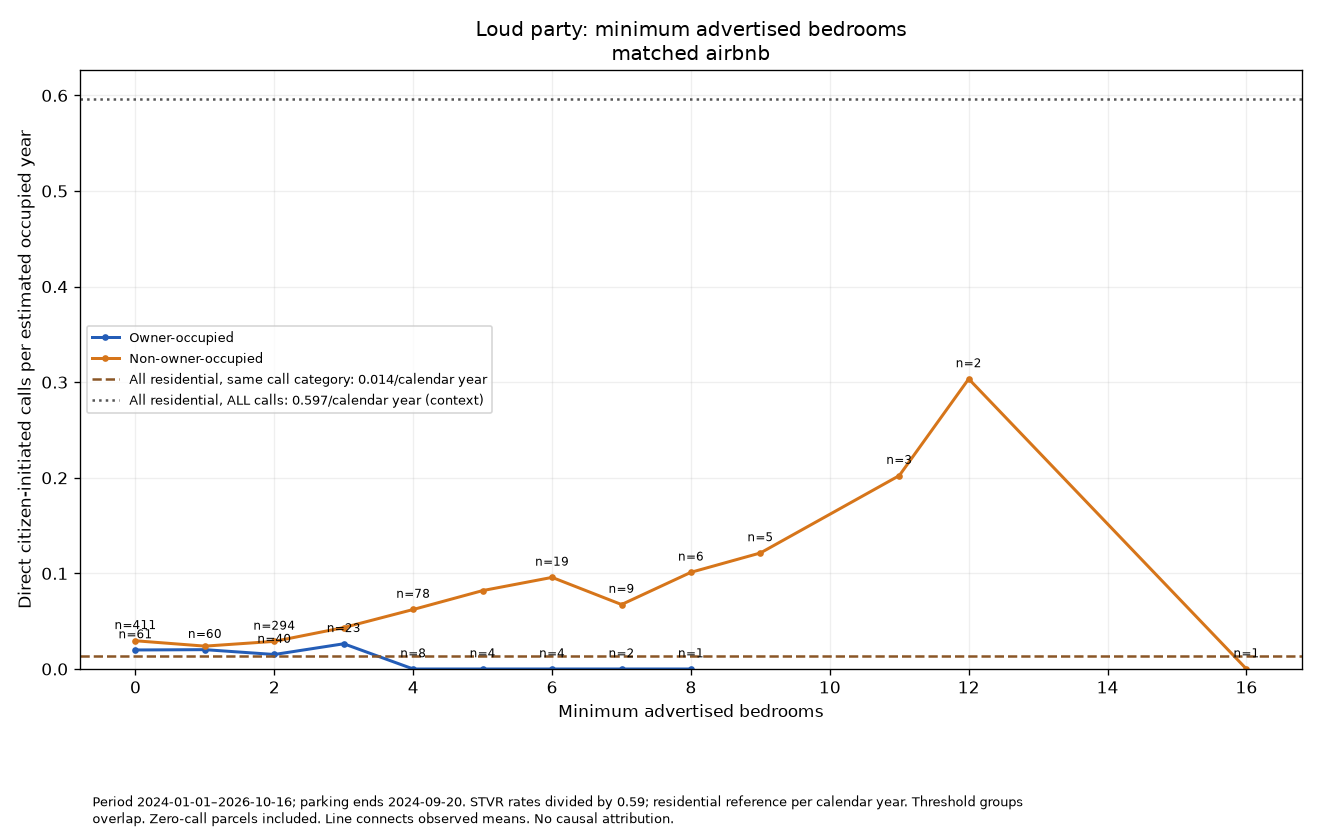 Loud party: minimum advertised bedrooms
matched airbnb
Direct citizen-initiated calls per estimated occupied year
0.6
0.5
0.4
0.3
0.2
0.1
0.0
Owner-occupied
Non-owner-occupied
All residential, same call category: 0.014/calendar year
All residential, ALL calls: 0.597/calendar year (context)
n=411
n=61
n=60
n=294
n=40
n=23
n=78
n=8
n=4
n=19
n=4
n=9
n=2
n=6
n=1
n=5
n=3
n=2
n=1
0 2 4 6 8 10 12 14 16
Minimum advertised bedrooms
Period 2024-01-01–2026-10-16; parking ends 2024-09-20. STVR rates divided by 0.59; residential reference per calendar year. Threshold groups
overlap. Zero-call parcels included. Line connects observed means. No causal attribution.